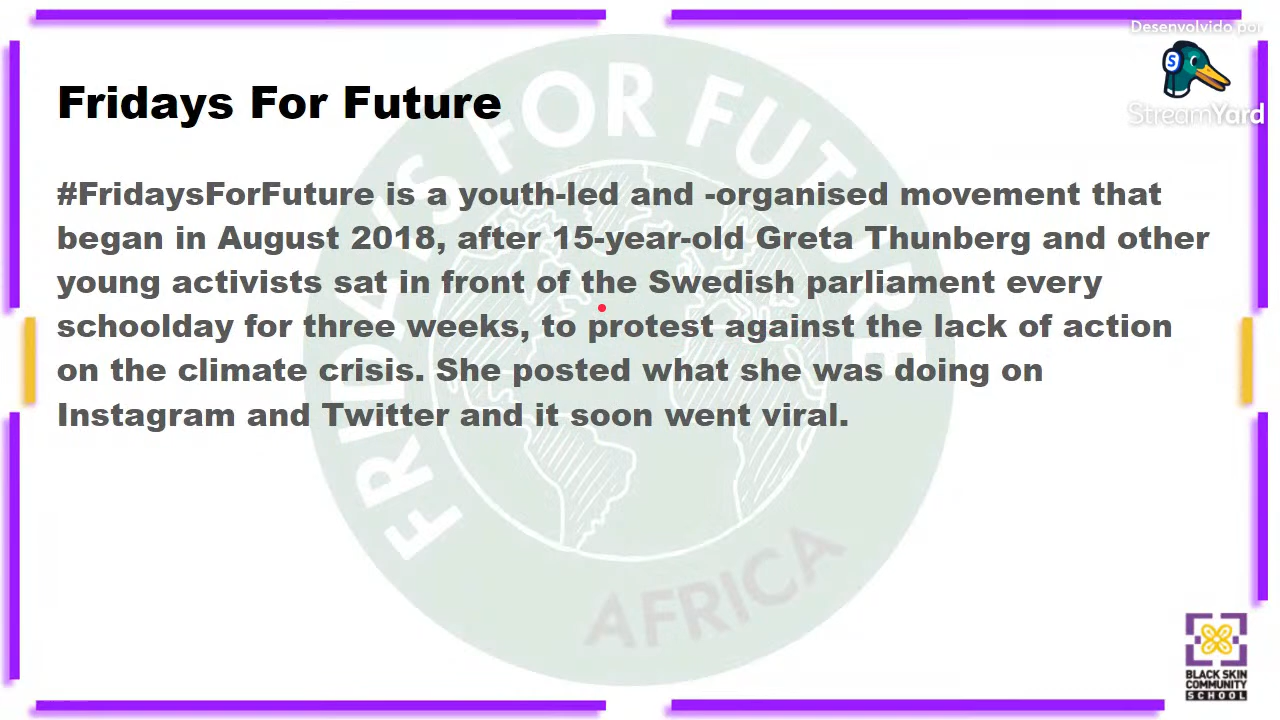 Desenvolvido por
StreamYard
Fridays For Future
#FridaysForFuture is a youth-led and -organised movement that
began in August 2018, after 15-year-old Greta Thunberg and other
young activists sat in front of the Swedish parliament every
schoolday for three weeks, to protest against the lack of action
on the climate crisis. She posted what she was doing on
Instagram and Twitter and it soon went viral.
FRIDAYS FOR FUTURE
AFRICA
BLACK SKIN
COMMUNITY
SCHOOL